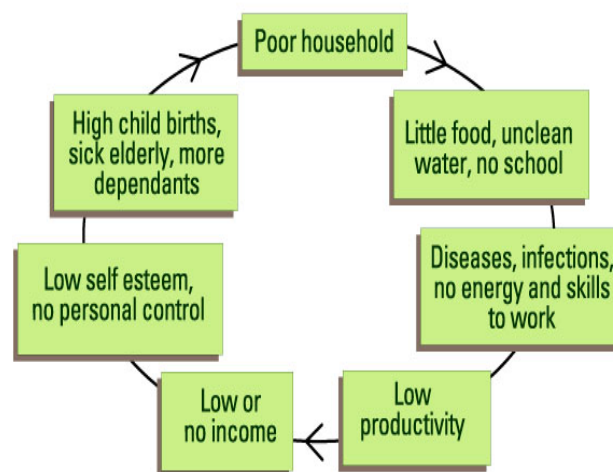 Poor household
Little food, unclean
water, no school
Diseases, infections,
no energy and skills
to work
Low
productivity
Low or
no income
Low self esteem,
no personal control
High child births,
sick elderly, more
dependants